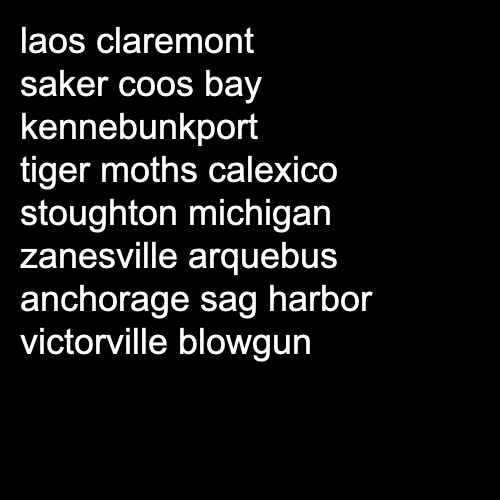 laos claremont
saker coos bay
kennebunkport
tiger moths calexico
stoughton michigan
zanesville arquebus
anchorage sag harbor
victorville blowgun